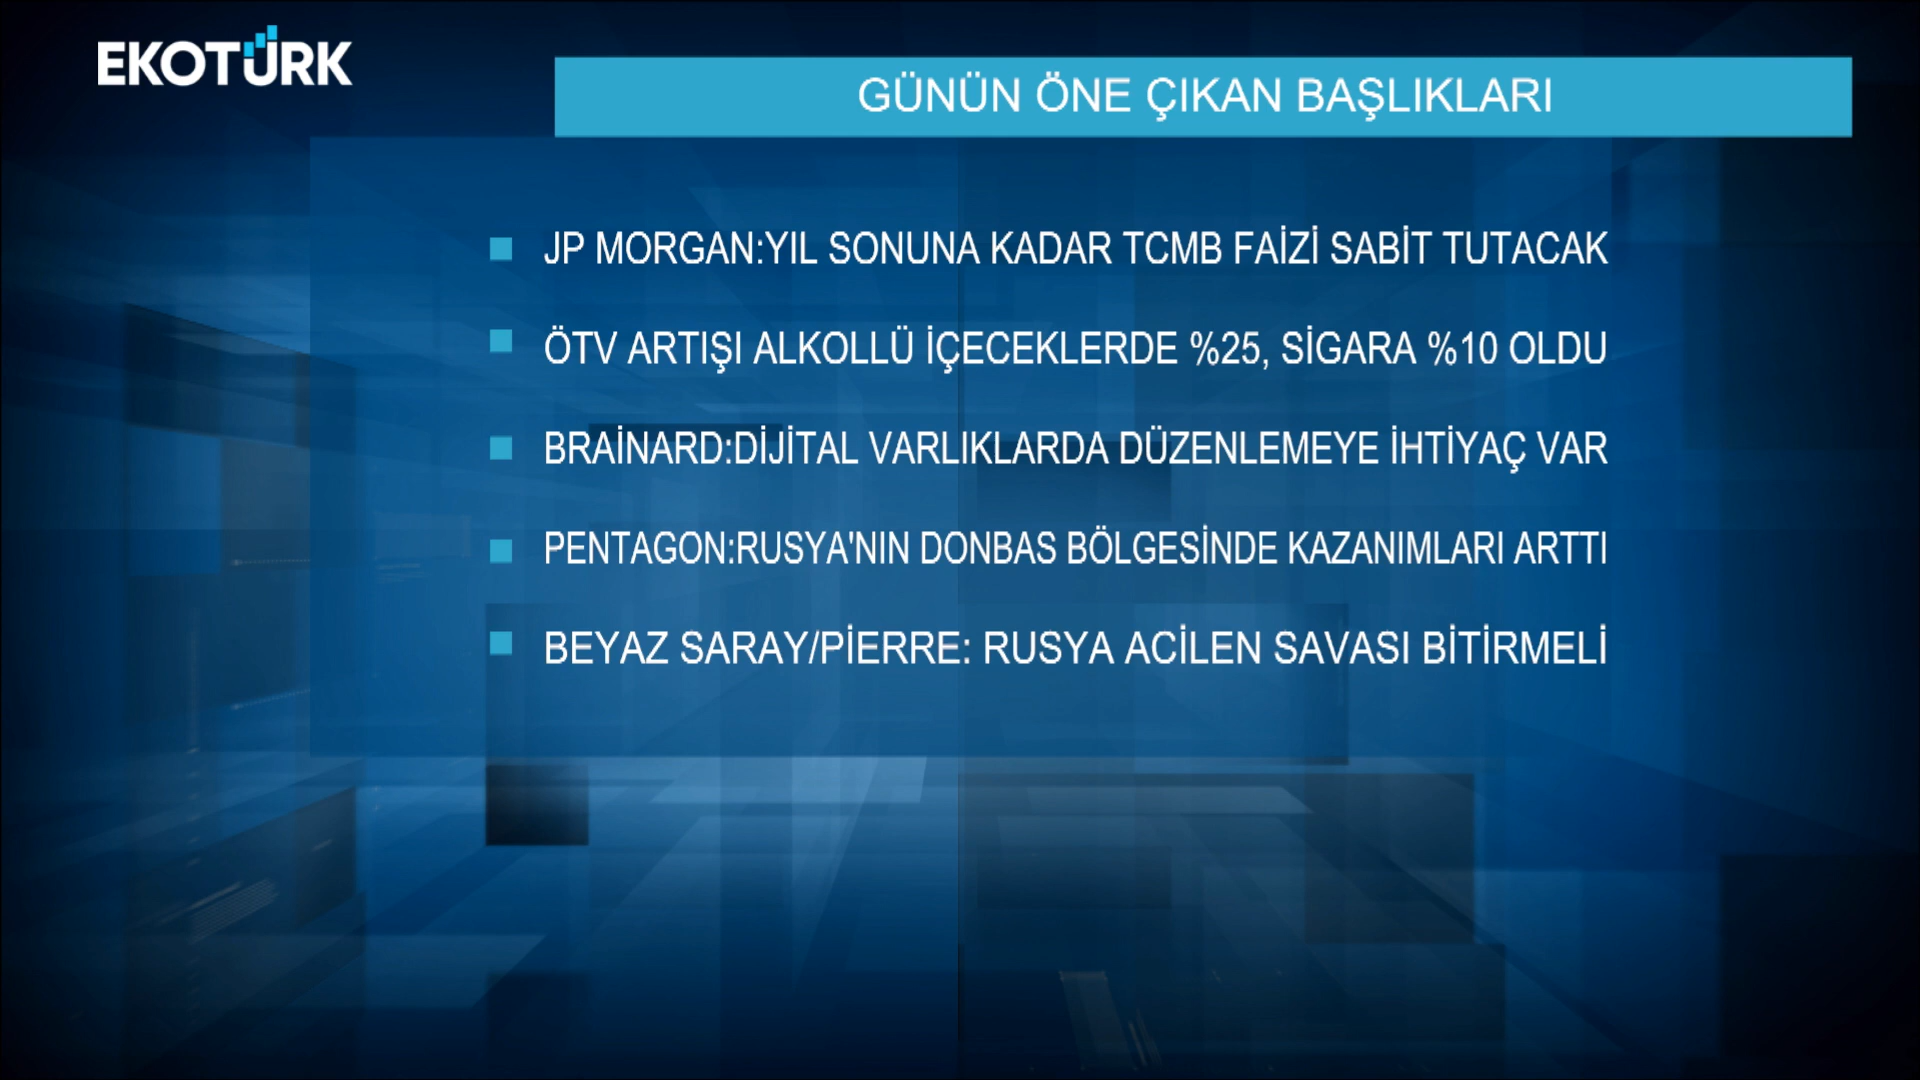 EKOTÜRK
GÜNÜN ÖNE ÇIKAN BAŞLIKLARI
JP MORGAN:YIL SONUNA KADAR TCMB FAİZİ SABİT TUTACAK
ÖTV ARTIŞI ALKOLLÜ İÇECEKLERDE %25, SİGARA %10 OLDU
BRAİNARD:DİJİTAL VARLIKLARDA DÜZENLEMEYE İHTİYAÇ VAR
PENTAGON:RUSYA'NIN DONBAS BÖLGESİNDE KAZANIMLARI ARTTI
BEYAZ SARAY/PİERRE: RUSYA ACİLEN SAVASI BİTİRMELİ